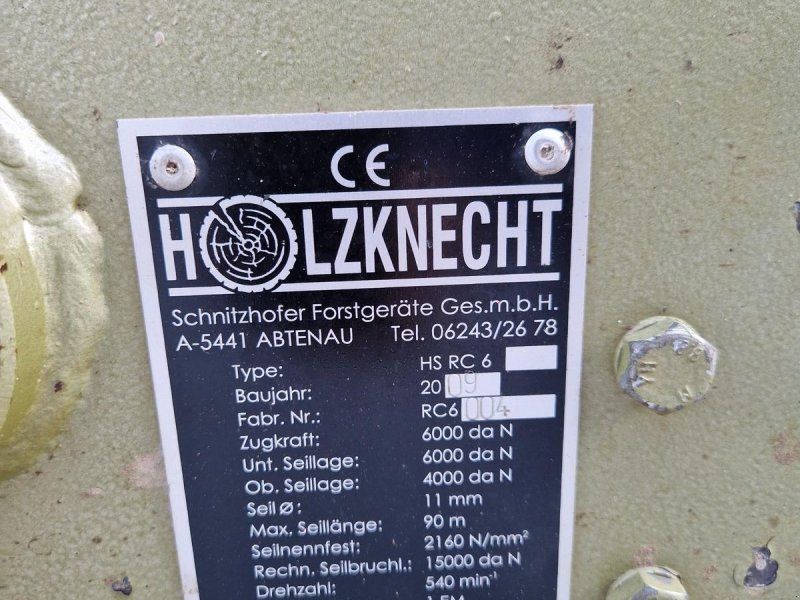 CE
HOLZKNECHT
Schnitzhofer Forstgeräte Ges.m.b.H.
A-5441 ABTENAU Tel. 06243/26 78
Type: HS RC 6
Baujahr: 2009
Fabr. Nr.: RC6 004
Zugkraft: 6000 da N
Unt. Seillage: 6000 da N
Ob. Seillage: 4000 da N
Seil Ø: 11 mm
Max. Seillänge: 90 m
Seilnennfest: 2160 N/mm²
Rechn. Seilbruchl.: 15000 da N
Drehzahl: 540 min⁻¹